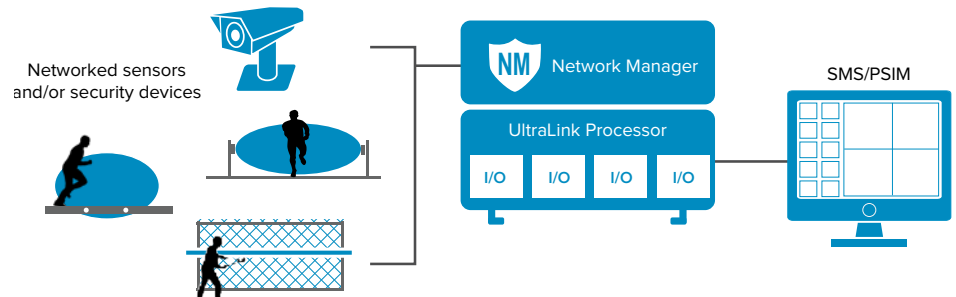 Networked sensors
and/or security devices
NM
Network Manager
UltraLink Processor
I/O
I/O
I/O
I/O
SMS/PSIM